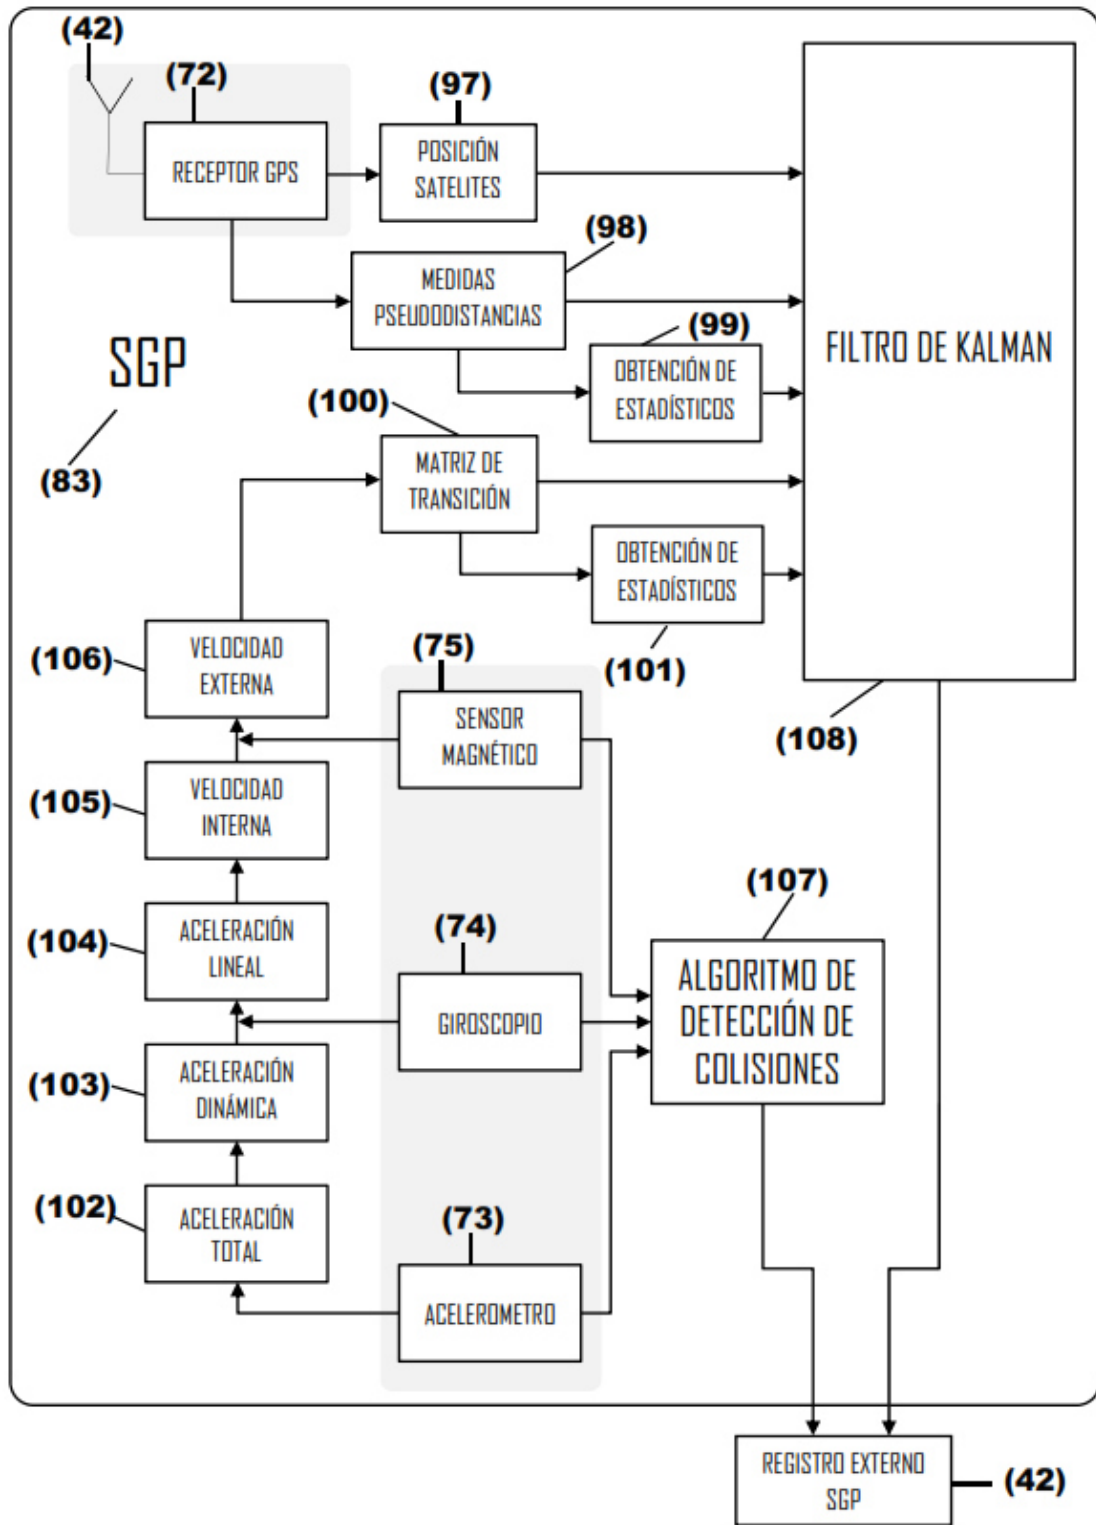 (42)
(72)
(97)
RECEPTOR GPS
POSICIÓN
SATELITES
(98)
MEDIDAS
PSEUDODISTANCIAS
(99)
OBTENCIÓN DE
ESTADÍSTICOS
FILTRO DE KALMAN
SGP
(83)
(100)
MATRIZ DE
TRANSICIÓN
OBTENCIÓN DE
ESTADÍSTICOS
(101)
(106)
VELOCIDAD
EXTERNA
(75)
SENSOR
MAGNÉTICO
(108)
(105)
VELOCIDAD
INTERNA
(107)
(104)
ACELERACIÓN
LINEAL
(74)
GIROSCOPIO
ALGORITMO DE
DETECCIÓN DE
COLISIONES
(103)
ACELERACIÓN
DINÁMICA
(102)
ACELERACIÓN
TOTAL
(73)
ACELEROMETRO
REGISTRO EXTERNO
SGP
(42)